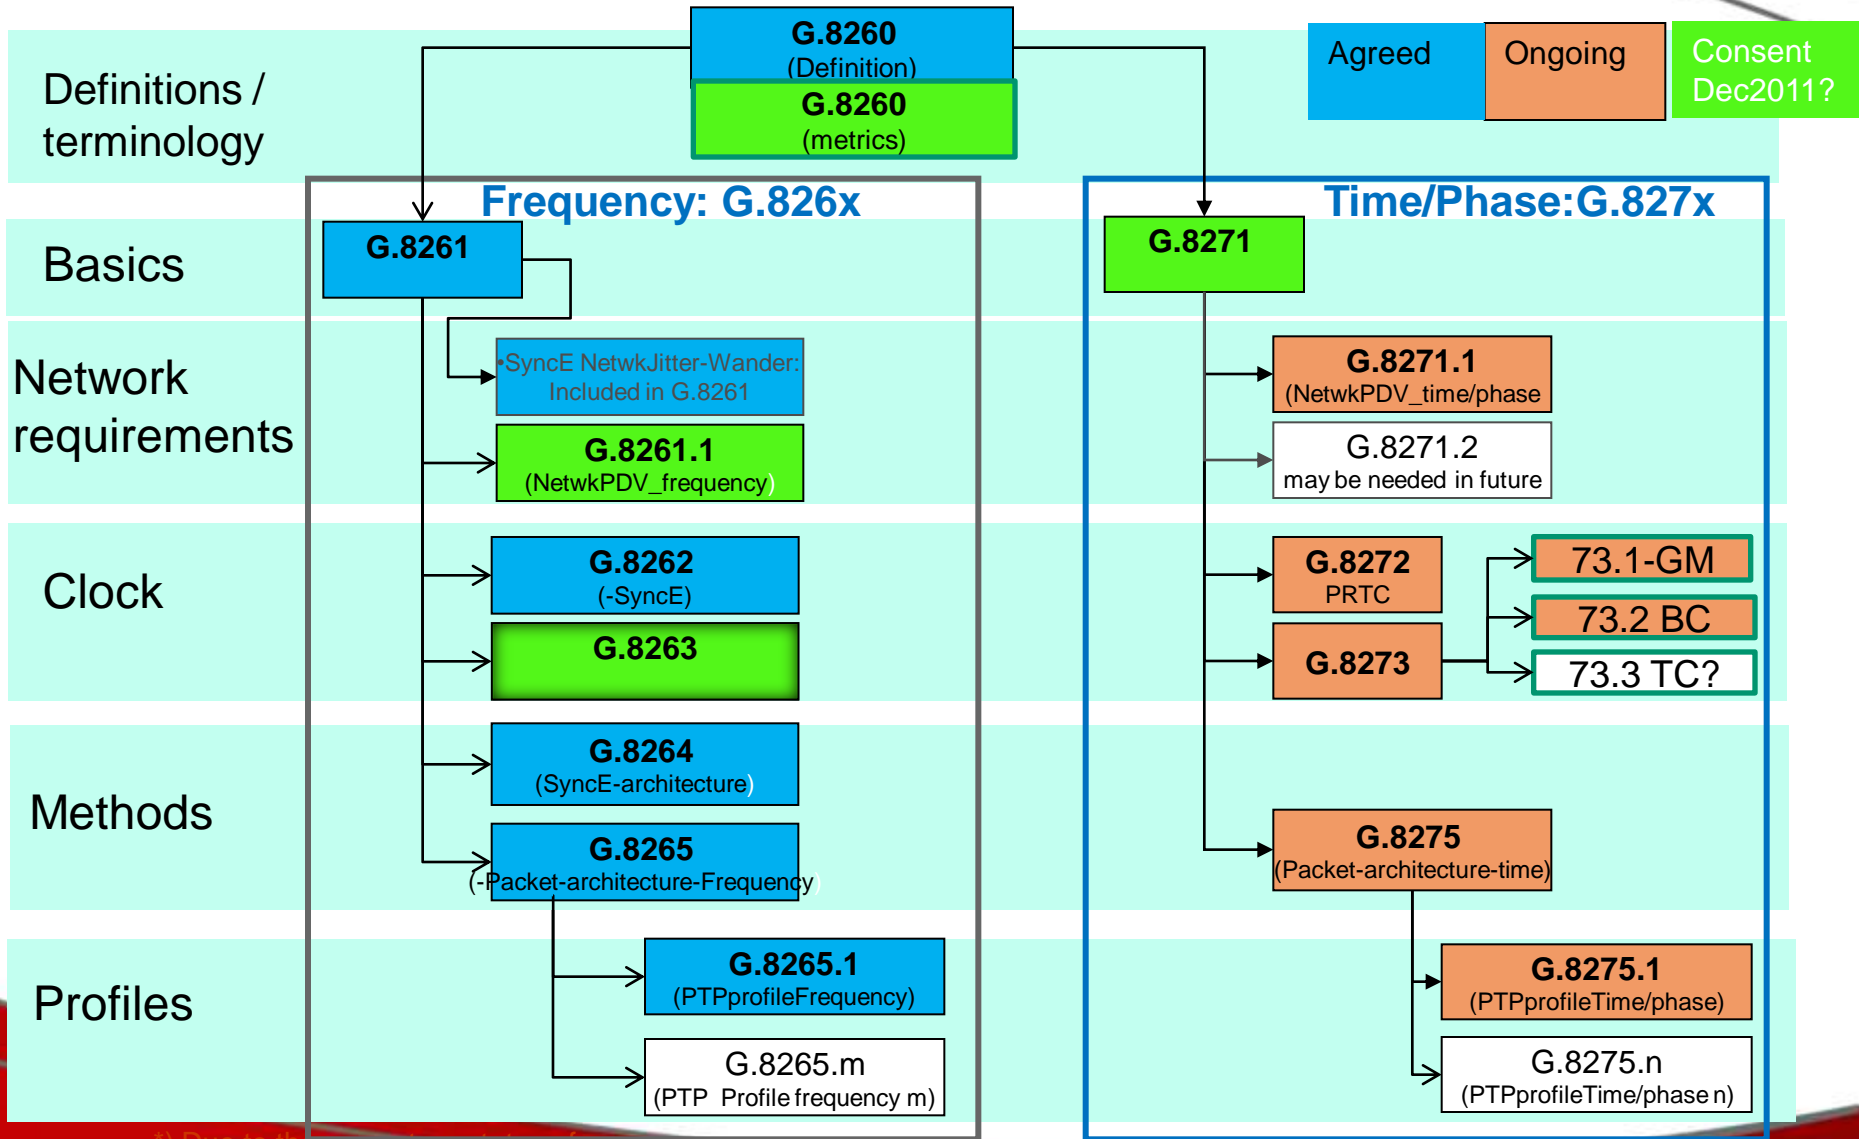 G.8260
(Definition)
G.8260
(metrics)
Agreed
Ongoing
Consent
Dec2011?
Definitions /
terminology
Frequency: G.826x
Time/Phase:G.827x
Basics
G.8261
G.8271
Network
requirements
•SyncE NetwkJitter-Wander:
Included in G.8261
G.8261.1
(NetwkPDV_frequency)
G.8271.1
(NetwkPDV_time/phase
G.8271.2
may be needed in future
Clock
G.8262
(-SyncE)
G.8263
G.8272
PRTC
G.8273
73.1-GM
73.2 BC
73.3 TC?
Methods
G.8264
(SyncE-architecture)
G.8265
(-Packet-architecture-Frequency)
G.8275
(Packet-architecture-time)
Profiles
G.8265.1
(PTPprofileFrequency)
G.8265.m
(PTP Profile frequency m)
G.8275.1
(PTPprofileTime/phase)
G.8275.n
(PTPprofileTime/phase n)
*) Due to